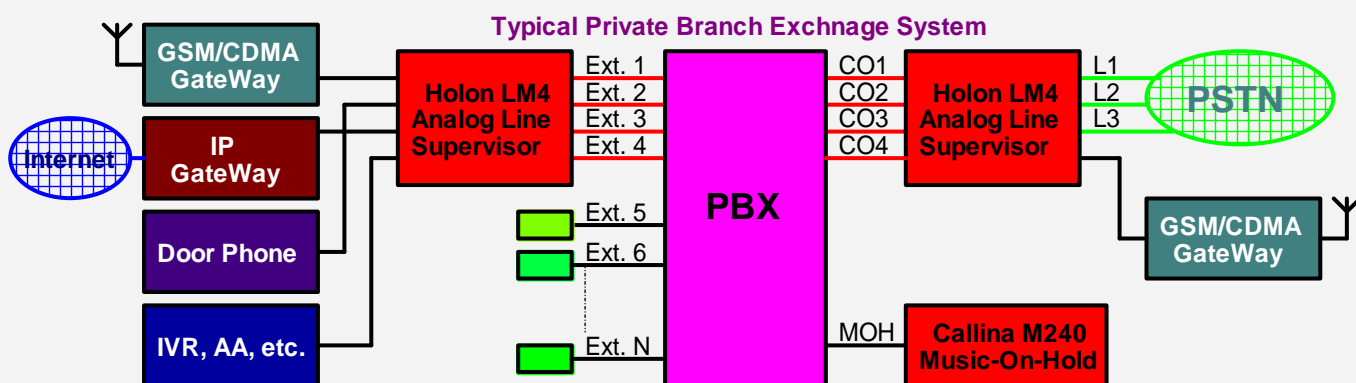 Typical Private Branch Exchnage System
GSM/CDMA
GateWay
Internet
IP
GateWay
Door Phone
IVR, AA, etc.
Holon LM4
Analog Line
Supervisor
Ext. 1
Ext. 2
Ext. 3
Ext. 4
Ext. 5
Ext. 6
Ext. N
PBX
CO1
CO2
CO3
CO4
MOH
Holon LM4
Analog Line
Supervisor
Callina M240
Music-On-Hold
L1
L2
L3
PSTN
GSM/CDMA
GateWay